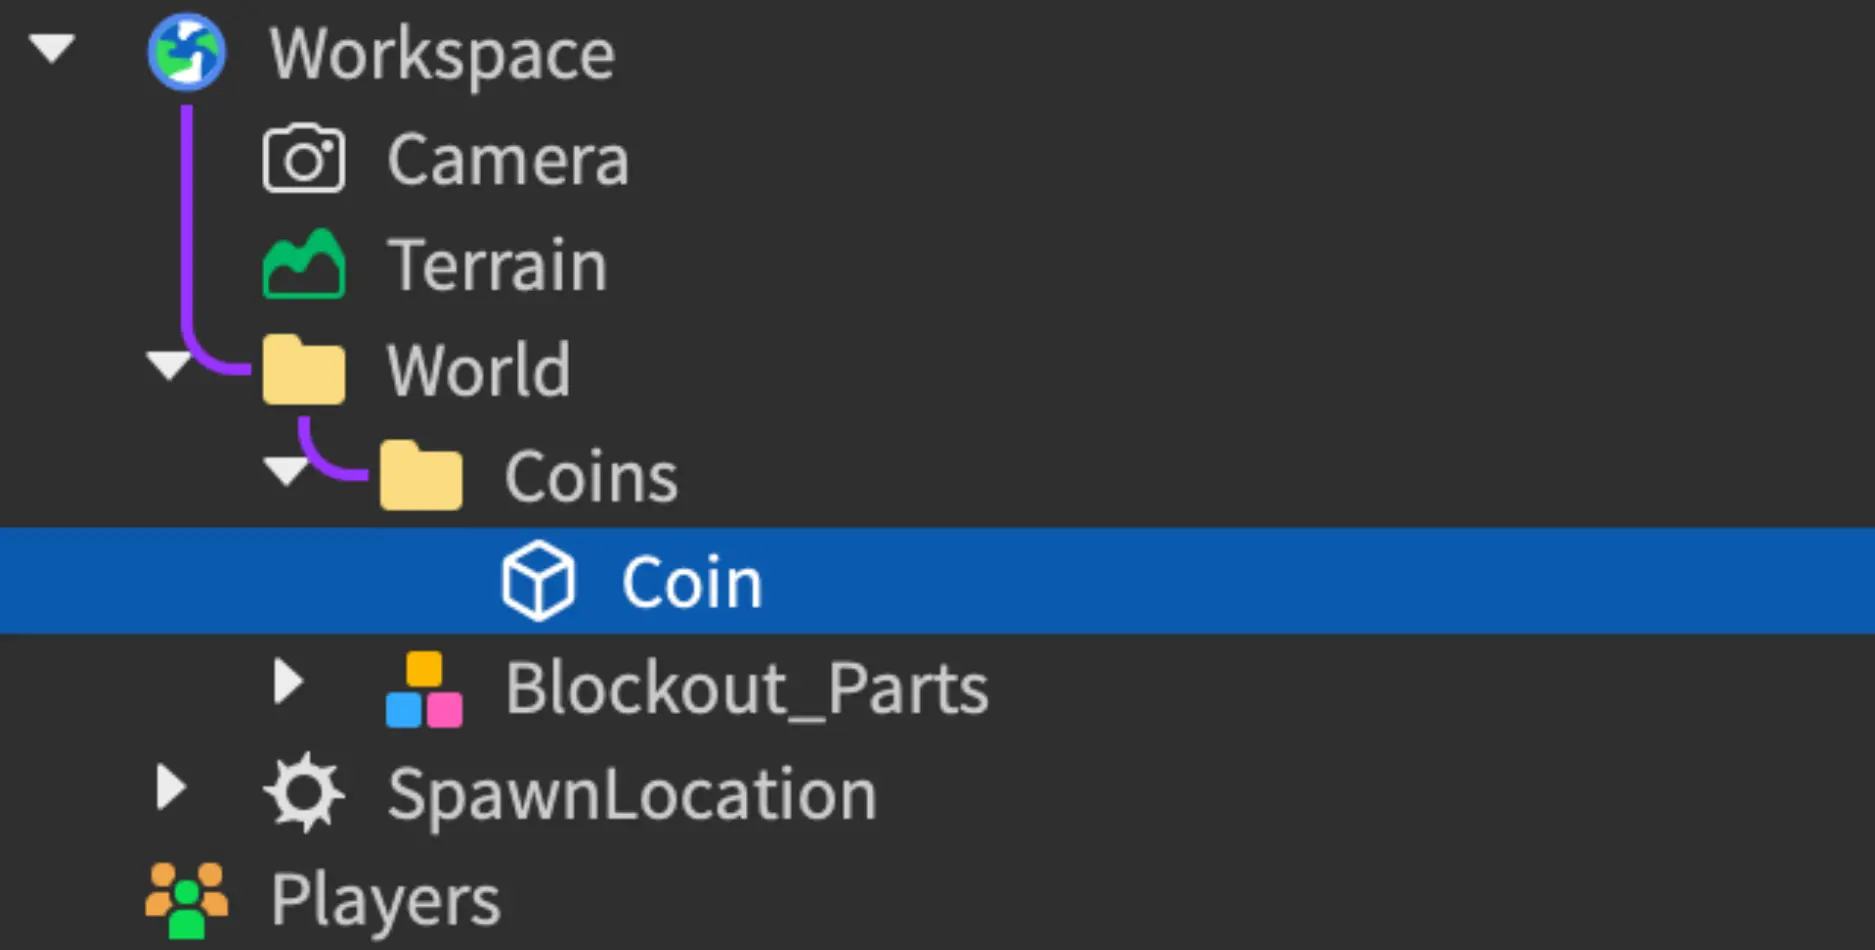 Workspace
Camera
Terrain
World
Coins
Coin
Blockout_Parts
SpawnLocation
Players